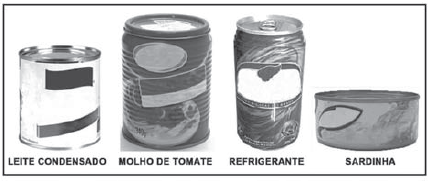 LEITE CONDENSADO MOLHO DE TOMATE REFRIGERANTE SARDINHA